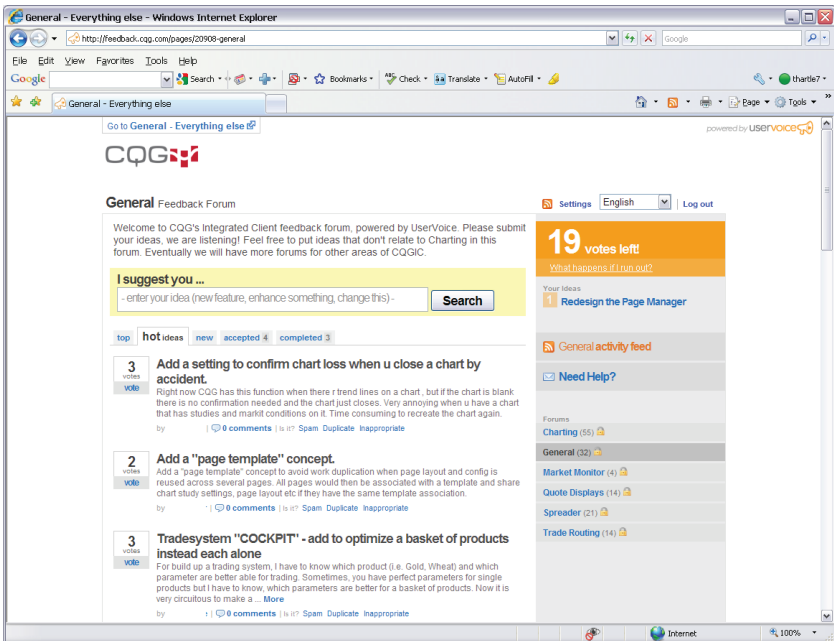 General - Everything else - Windows Internet Explorer
http://feedback.cqg.com/pages/20908-general
Google
File Edit View Favorites Tools Help
Google Search Bookmarks Check Translate AutoFill thartle7
General - Everything else Page Tools
Go to General - Everything else
powered by uservoice
CQG
General Feedback Forum
Settings English | Log out
Welcome to CQG's Integrated Client feedback forum, powered by UserVoice. Please submit
your ideas, we are listening! Feel free to put ideas that don't relate to Charting in this
forum. Eventually we will have more forums for other areas of CQGIC.
I suggest you ...
- enter your idea (new feature, enhance something, change this) -
Search
top hot ideas new accepted 4 completed 3
3
votes
vote
Add a setting to confirm chart loss when u close a chart by
accident.
Right now CQG has this function when there r trend lines on a chart , but if the chart is blank
there is no confirmation needed and the chart just closes. Very annoying when u have a chart
that has studies and markit conditions on it. Time consuming to recreate the chart again.
by | 0 comments | Is it? Spam Duplicate Inappropriate
2
votes
vote
Add a "page template" concept.
Add a "page template" concept to avoid work duplication when page layout and config is
reused across several pages. All pages would then be associated with a template and share
chart study settings, page layout etc if they have the same template association.
by | 0 comments | Is it? Spam Duplicate Inappropriate
3
votes
vote
Tradesystem "COCKPIT" - add to optimize a basket of products
instead each alone
For build up a trading system, I have to know which product (i.e. Gold, Wheat) and which
parameter are better able for trading. Sometimes, you have perfect parameters for single
products but I have to know, which parameters are better for a basket of products. Now it is
very circuitous to make a ... More
by | 0 comments | Is it? Spam Duplicate Inappropriate
19 votes left!
What happens if I run out?
Your Ideas
1 Redesign the Page Manager
General activity feed
Need Help?
Forums
Charting (55)
General (32)
Market Monitor (4)
Quote Displays (14)
Spreader (21)
Trade Routing (14)
Internet 100%